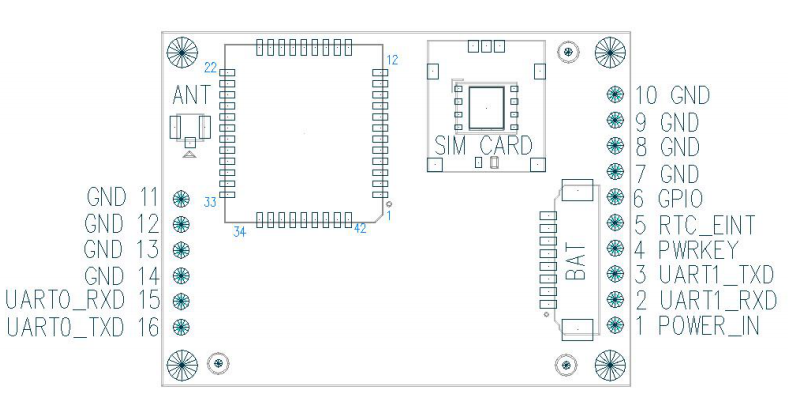 22
12
ANT
SIM CARD
33
1
34
42
BAT
10 GND
9 GND
8 GND
7 GND
6 GPIO
5 RTC_EINT
4 PWRKEY
3 UART1_TXD
2 UART1_RXD
1 POWER_IN
GND 11
GND 12
GND 13
GND 14
UART0_RXD 15
UART0_TXD 16